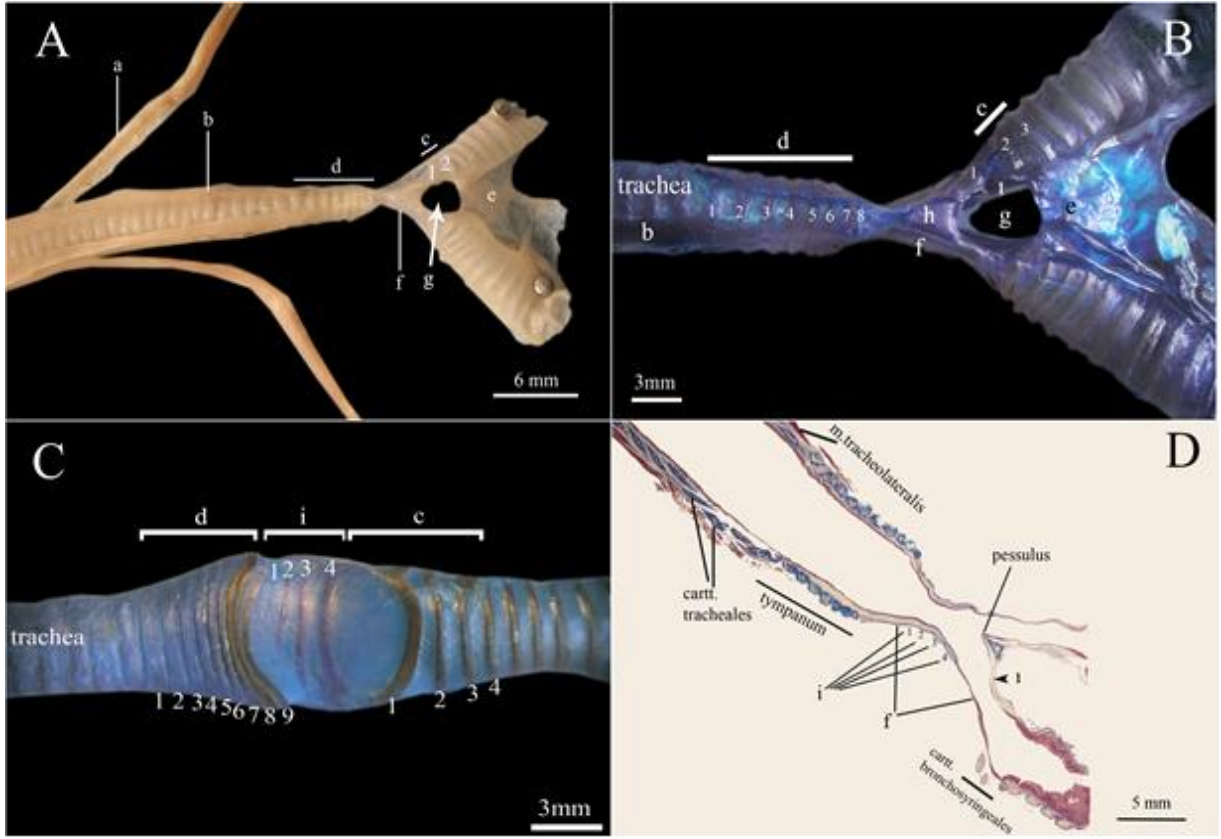 A
a
b
d
c
1 2
e
f
g
6 mm
B
c
d
3
2
1
trachea
1
1 2 3 4 5 6 7 8
h
g
e
b
f
3mm
C
d i c
1 2 3 4
trachea
1 2 3 4 5 6 7 8 9
1 2 3 4
3mm
D
m.tracheolateralis
pessulus
cartt.
tracheales
tympanum
1
i
f
cartt.
bronchosyringeales
5 mm